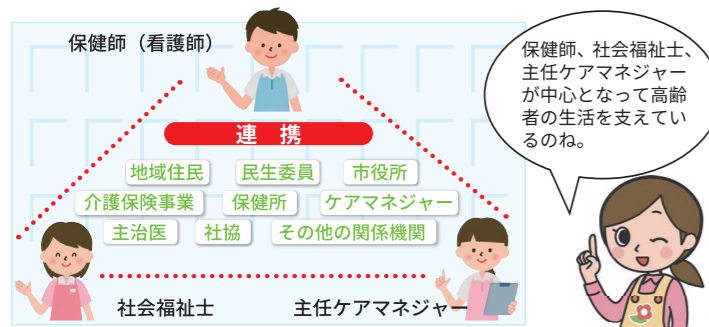 保健師（看護師）
連携
地域住民 民生委員 市役所
介護保険事業 保健所 ケアマネジャー
主治医 社協 その他の関係機関
社会福祉士 主任ケアマネジャー
保健師、社会福祉士、
主任ケアマネジャー
が中心となって高齢
者の生活を支えてい
るのね。